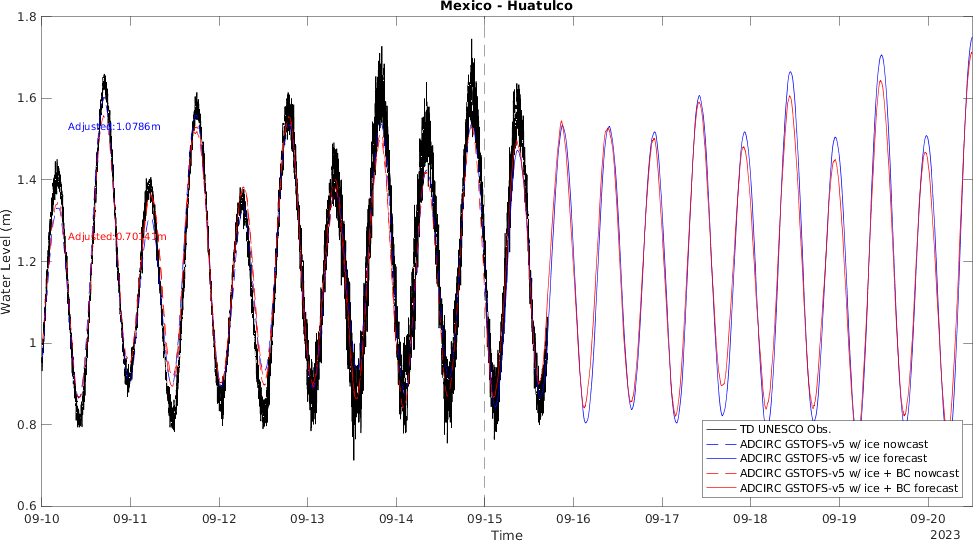 Mexico - Huatulco
1.8
1.6
1.4
1.2
1
0.8
0.6
Water Level (m)
Adjusted:1.0786m
TD UNESCO Obs.
ADCIRC GSTOFS-v5 w/ ice nowcast
ADCIRC GSTOFS-v5 w/ ice forecast
ADCIRC GSTOFS-v5 w/ ice + BC nowcast
ADCIRC GSTOFS-v5 w/ ice + BC forecast
09-10 09-11 09-12 09-13 09-14 09-15 09-16 09-17 09-18 09-19 09-20
Time
2023